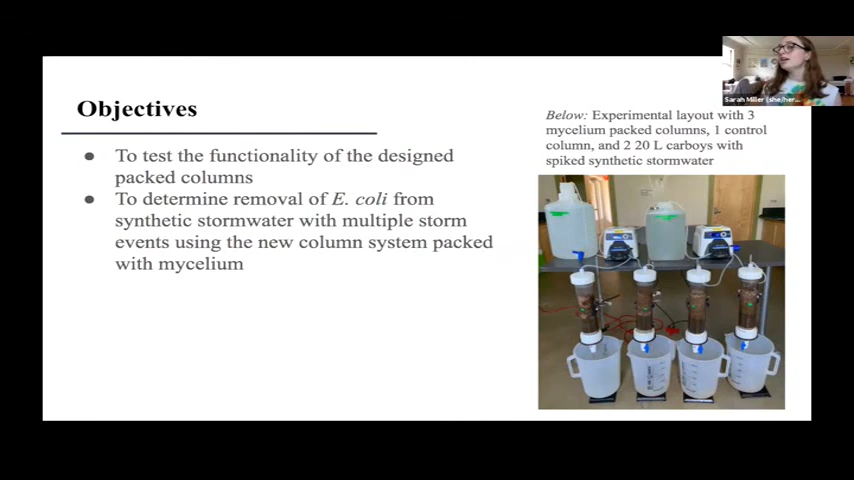 Objectives
● To test the functionality of the designed
packed columns
● To determine removal of E. coli from
synthetic stormwater with multiple storm
events using the new column system packed
with mycelium
Below: Experimental layout with 3
mycelium packed columns, 1 control
column, and 2 20 L carboys with
spiked synthetic stormwater
Sarah Miller (she/her...